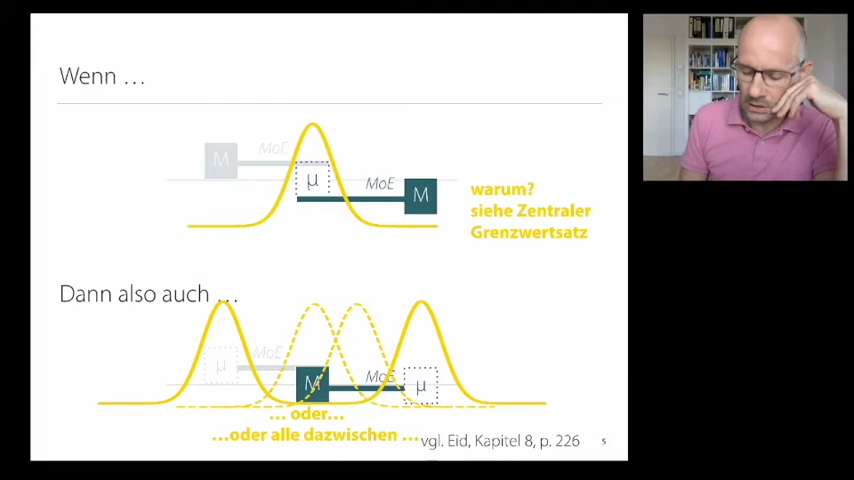 Wenn …
M
MoE
µ
MoE
M
warum?
siehe Zentraler
Grenzwertsatz
Dann also auch …
µ
MoE
M
MoE
µ
… oder…
…oder alle dazwischen …
vgl. Eid, Kapitel 8, p. 226
5